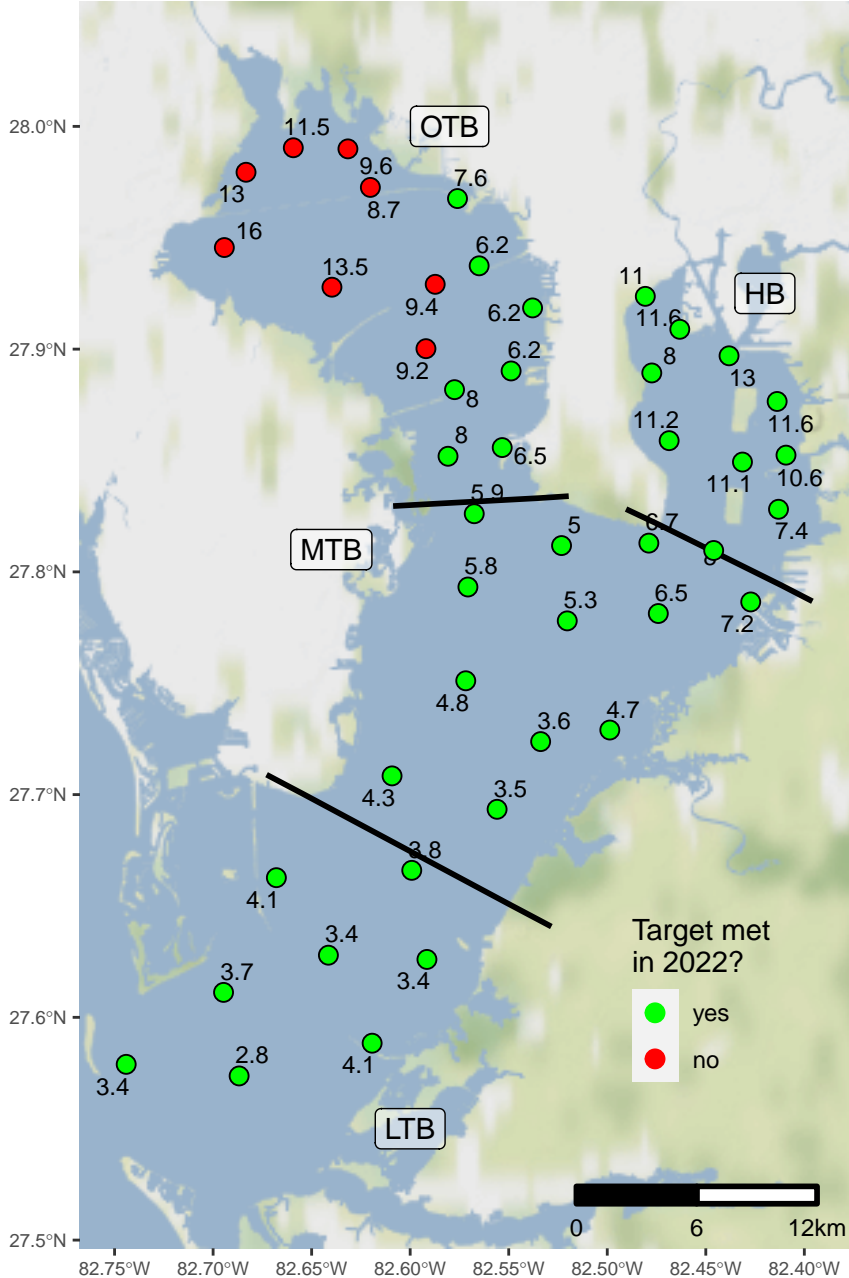 28.0°N
27.9°N
27.8°N
27.7°N
27.6°N
27.5°N
OTB
11.5
9.6
13
8.7
7.6
16
6.2
13.5
9.4
6.2
HB
11
11.6
9.2
6.2
8
13
8
11.6
8
6.5
11.2
11.1
10.6
5.9
7.4
MTB
5
6.7
8
5.8
5.3
6.5
7.2
4.8
3.6
4.7
4.3
3.5
3.8
4.1
3.4
3.4
3.7
4.1
3.4
2.8
LTB
Target met
in 2022?
yes
no
0 6 12km
82.75°W 82.70°W 82.65°W 82.60°W 82.55°W 82.50°W 82.45°W 82.40°W